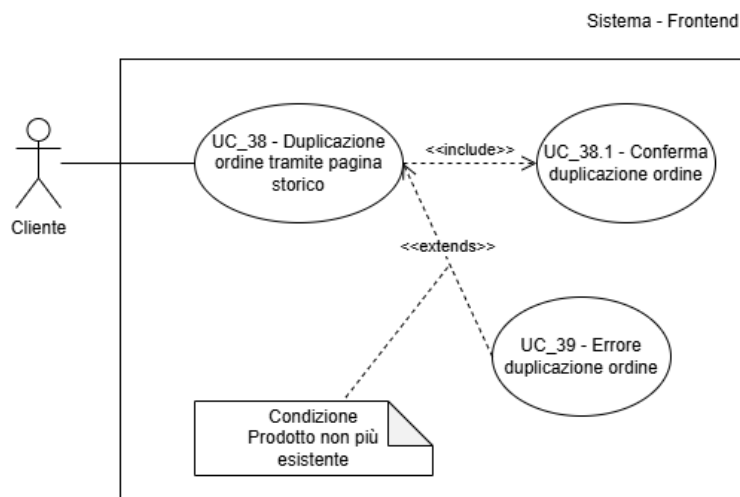 Sistema - Frontend
UC_38 - Duplicazione
ordine tramite pagina
storico
<<include>>
UC_38.1 - Conferma
duplicazione ordine
Cliente
<<extends>>
UC_39 - Errore
duplicazione ordine
Condizione
Prodotto non più
esistente